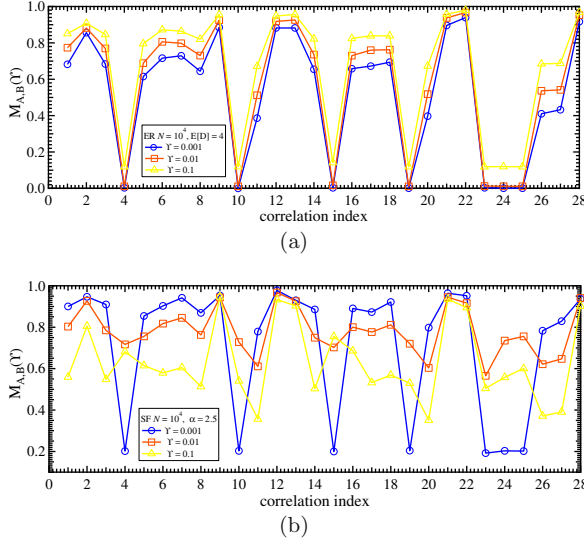 1.0
0.8
0.6
0.4
0.2
0.0
M_{A,B}(ϒ)
ER N = 10^4, E[D] = 4
ϒ = 0.001
ϒ = 0.01
ϒ = 0.1
0 2 4 6 8 10 12 14 16 18 20 22 24 26 28
correlation index
(a)
1.0
0.8
0.6
0.4
0.2
M_{A,B}(ϒ)
SF N = 10^4, α = 2.5
ϒ = 0.001
ϒ = 0.01
ϒ = 0.1
0 2 4 6 8 10 12 14 16 18 20 22 24 26 28
correlation index
(b)